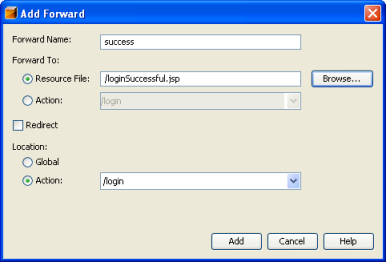 Add Forward
Forward Name: success
Forward To:
Resource File: /loginSuccessful.jsp Browse...
Action: /login
Redirect
Location:
Global
Action: /login
Add Cancel Help